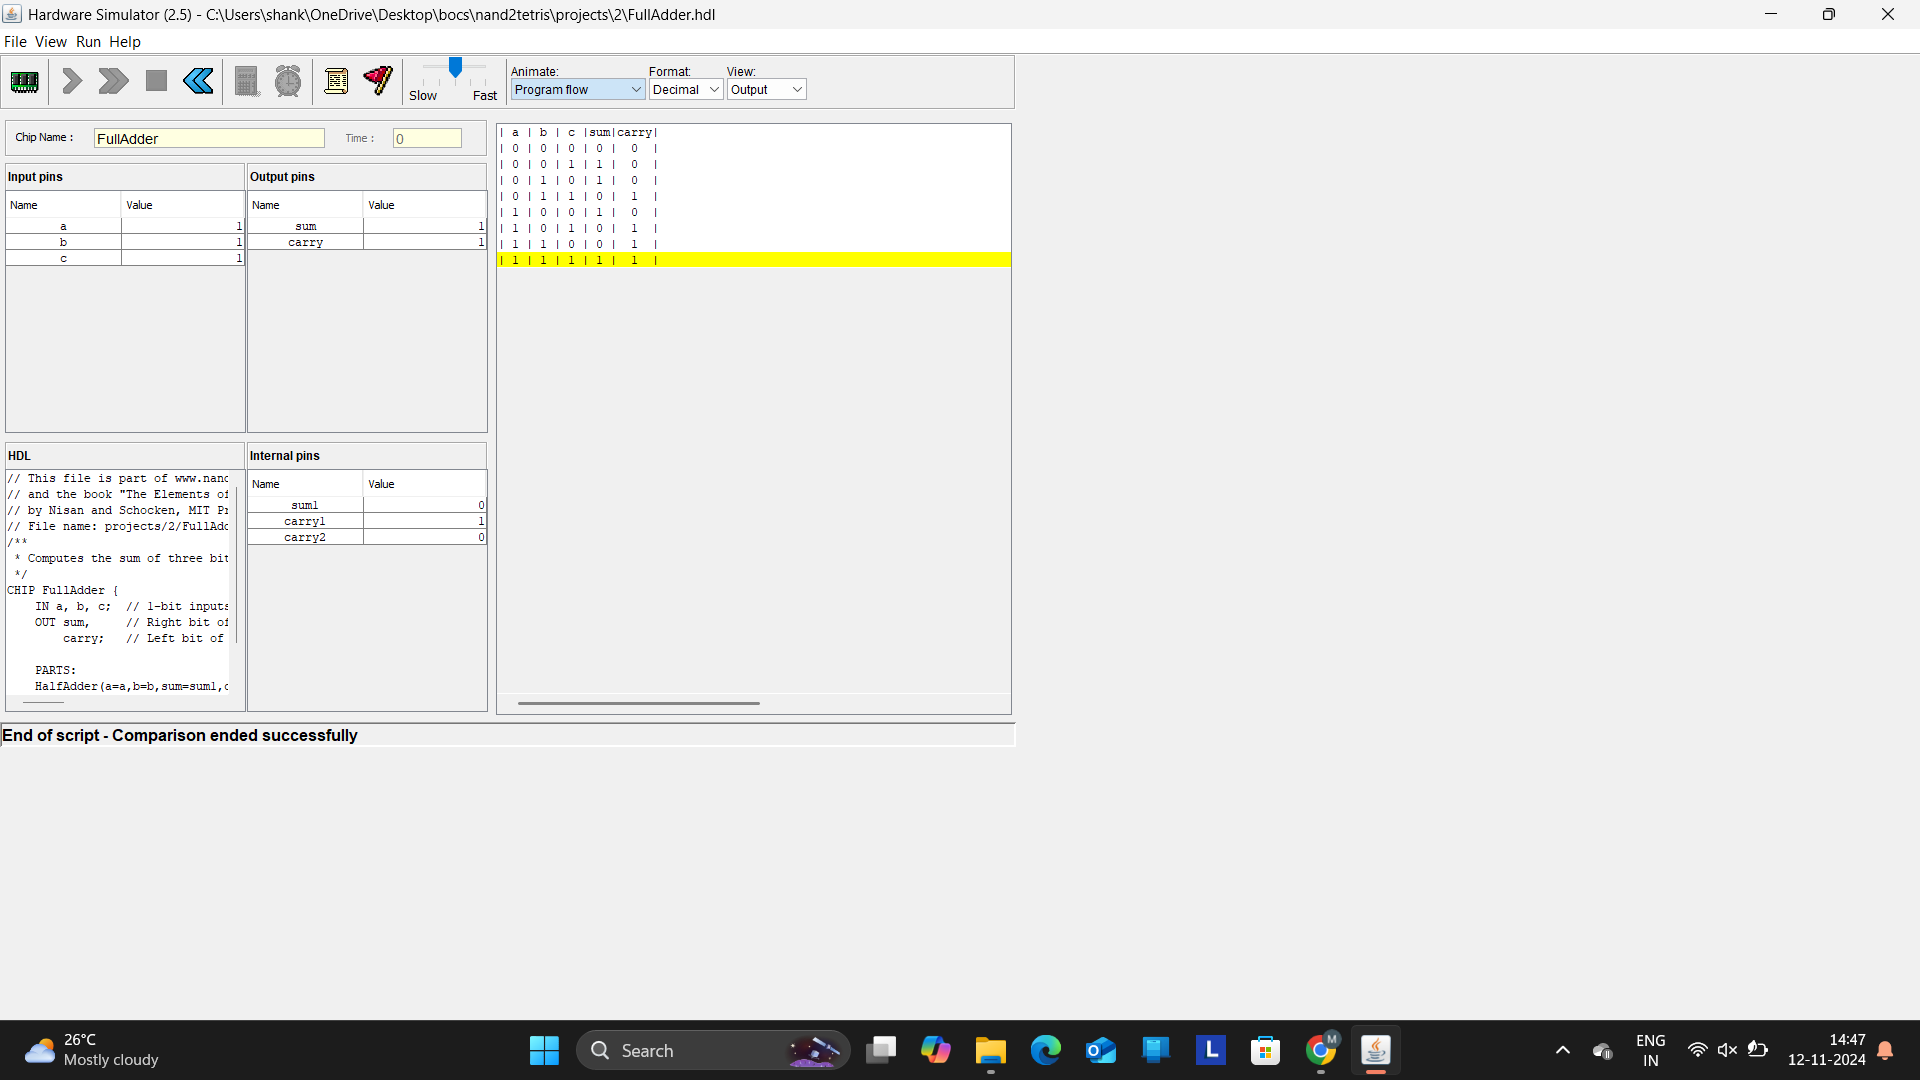 Hardware Simulator (2.5) - C:\Users\shank\OneDrive\Desktop\bocs\nand2tetris\projects\2\FullAdder.hdl
File View Run Help
Slow Fast
Animate: Format: View:
Program flow Decimal Output
Chip Name : FullAdder Time : 0
Input pins
Name Value
a 1
b 1
c 1
Output pins
Name Value
sum 1
carry 1
HDL
// This file is part of www.nand
// and the book "The Elements of
// by Nisan and Schocken, MIT Pr
// File name: projects/2/FullAdd
/**
 * Computes the sum of three bit
 */
CHIP FullAdder {
    IN a, b, c;  // 1-bit inputs
    OUT sum,     // Right bit of
        carry;   // Left bit of

    PARTS:
    HalfAdder(a=a,b=b,sum=sum1,c
Internal pins
Name Value
sum1 0
carry1 1
carry2 0
| a | b | c |sum|carry|
| 0 | 0 | 0 | 0 |  0  |
| 0 | 0 | 1 | 1 |  0  |
| 0 | 1 | 0 | 1 |  0  |
| 0 | 1 | 1 | 0 |  1  |
| 1 | 0 | 0 | 1 |  0  |
| 1 | 0 | 1 | 0 |  1  |
| 1 | 1 | 0 | 0 |  1  |
| 1 | 1 | 1 | 1 |  1  |
End of script - Comparison ended successfully
26°C
Mostly cloudy
Search
L
M
ENG
IN
14:47
12-11-2024